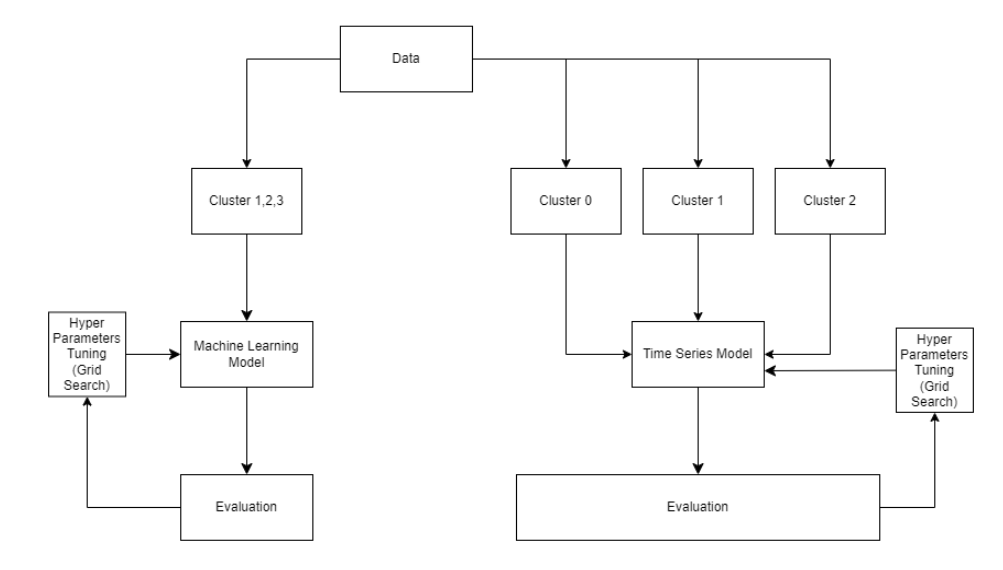 Data
Cluster 1,2,3
Cluster 0
Cluster 1
Cluster 2
Hyper
Parameters
Tuning
(Grid
Search)
Machine Learning
Model
Time Series Model
Hyper
Parameters
Tuning
(Grid
Search)
Evaluation
Evaluation